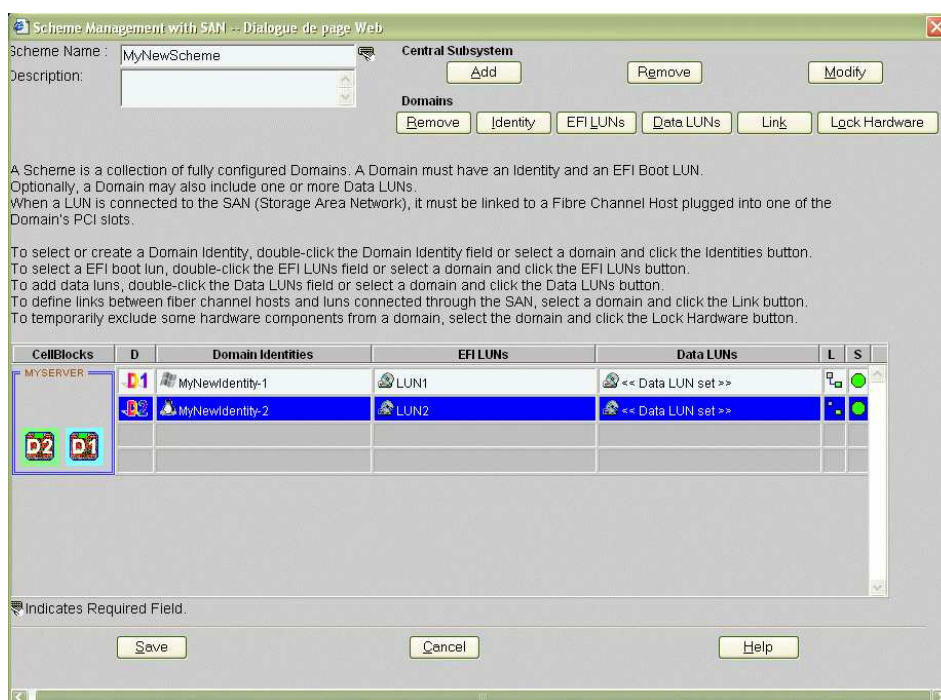 Scheme Management with SAN -- Dialogue de page Web
Scheme Name :
MyNewScheme
Description:
Central Subsystem
Add
Remove
Modify
Domains
Remove
Identity
EFI LUNs
Data LUNs
Link
Lock Hardware
A Scheme is a collection of fully configured Domains. A Domain must have an Identity and an EFI Boot LUN.
Optionally, a Domain may also include one or more Data LUNs.
When a LUN is connected to the SAN (Storage Area Network), it must be linked to a Fibre Channel Host plugged into one of the
Domain's PCI slots.
To select or create a Domain Identity, double-click the Domain Identity field or select a domain and click the Identities button.
To select a EFI boot lun, double-click the EFI LUNs field or select a domain and click the EFI LUNs button.
To add data luns, double-click the Data LUNs field or select a domain and click the Data LUNs button.
To define links between fiber channel hosts and luns connected through the SAN, select a domain and click the Link button.
To temporarily exclude some hardware components from a domain, select the domain and click the Lock Hardware button.
CellBlocks D Domain Identities EFI LUNs Data LUNs L S
MYSERVER
D1 MyNewIdentity-1 LUN1 << Data LUN set >>
D2 MyNewIdentity-2 LUN2 << Data LUN set >>
D2 D1
Indicates Required Field.
Save
Cancel
Help